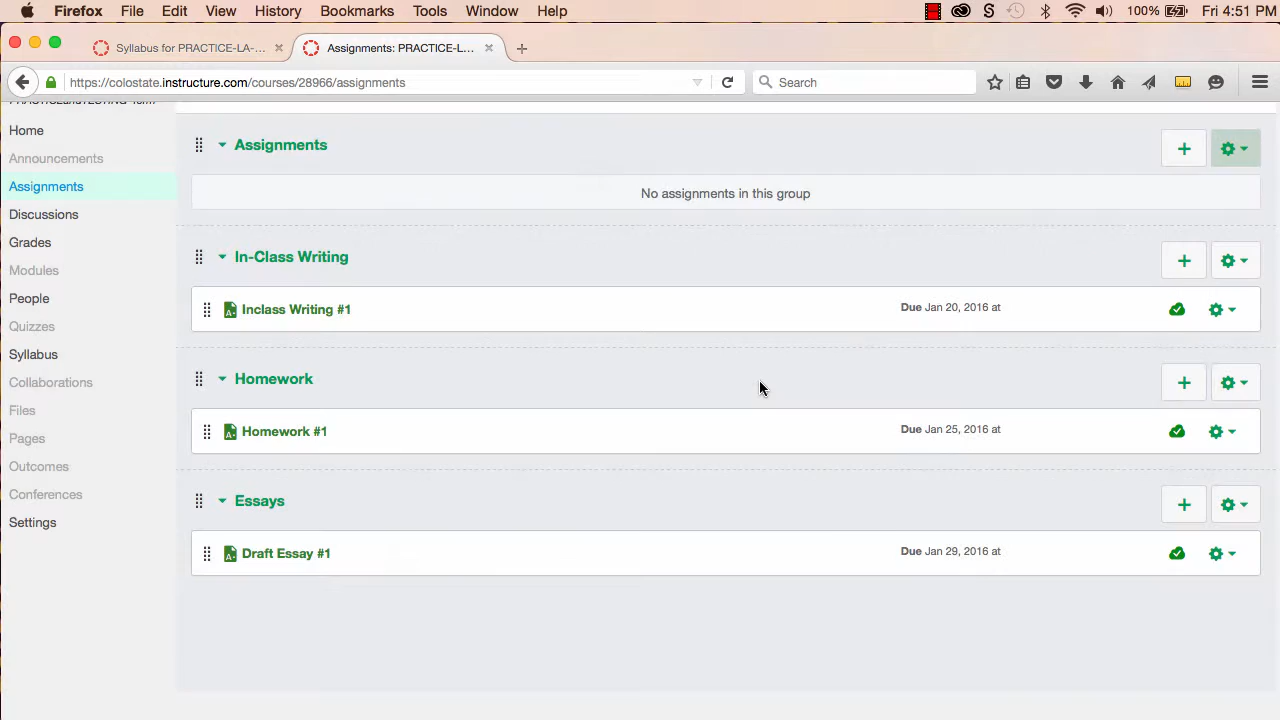 Firefox File Edit View History Bookmarks Tools Window Help 100% Fri 4:51 PM
Syllabus for PRACTICE-LA-... Assignments: PRACTICE-L...
https://colostate.instructure.com/courses/28966/assignments Search
Home
Announcements
Assignments
Discussions
Grades
Modules
People
Quizzes
Syllabus
Collaborations
Files
Pages
Outcomes
Conferences
Settings
Assignments
No assignments in this group
In-Class Writing
Inclass Writing #1 Due Jan 20, 2016 at
Homework
Homework #1 Due Jan 25, 2016 at
Essays
Draft Essay #1 Due Jan 29, 2016 at